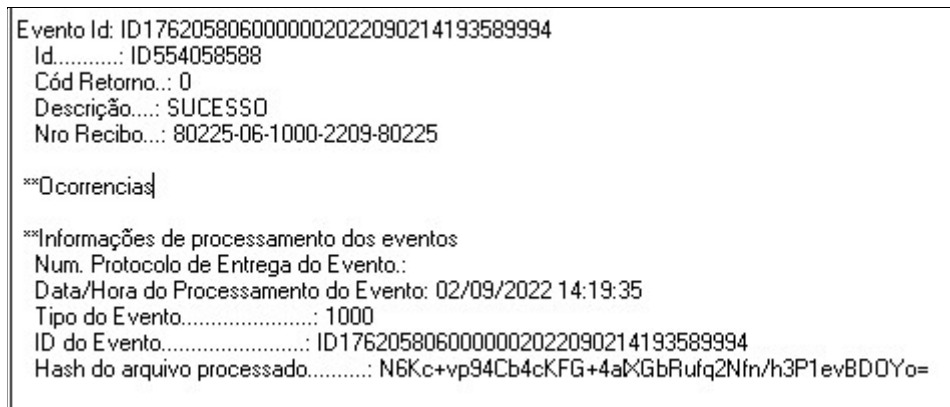 Evento Id: ID1762058060000002022090214193589994
Id...........: ID554058588
Cód Retorno..: 0
Descrição....: SUCESSO
Nro Recibo...: 80225-06-1000-2209-80225
**Ocorrencias
**Informações de processamento dos eventos
Num. Protocolo de Entrega do Evento.:
Data/Hora do Processamento do Evento: 02/09/2022 14:19:35
Tipo do Evento......................: 1000
ID do Evento........................: ID1762058060000002022090214193589994
Hash do arquivo processado..........: N6Kc+vp94Cb4cKFG+4alXGbRufq2Nfn/h3P1evBDOYo=